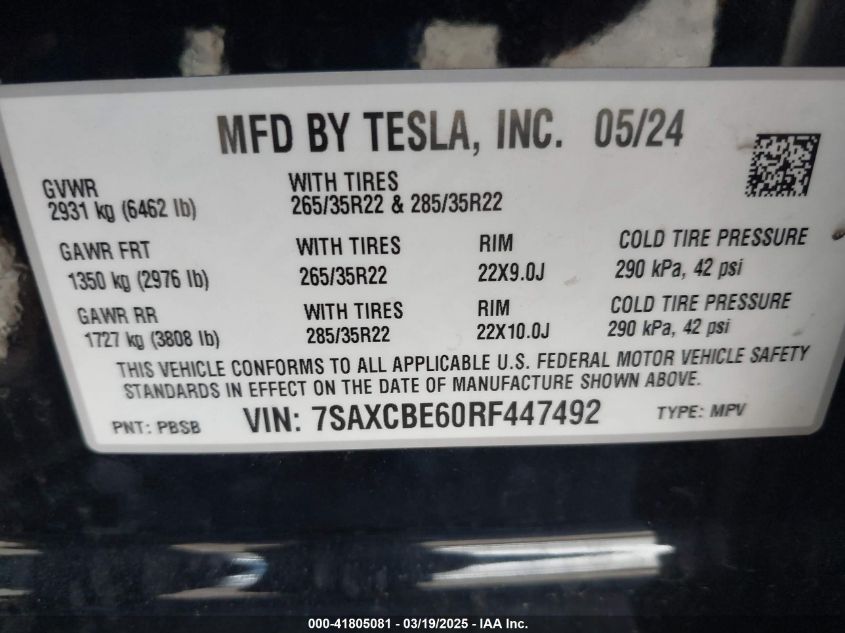 MFD BY TESLA, INC. 05/24
GVWR WITH TIRES
2931 kg (6462 lb) 265/35R22 & 285/35R22
GAWR FRT WITH TIRES RIM COLD TIRE PRESSURE
1350 kg (2976 lb) 265/35R22 22X9.0J 290 kPa, 42 psi
GAWR RR WITH TIRES RIM COLD TIRE PRESSURE
1727 kg (3808 lb) 285/35R22 22X10.0J 290 kPa, 42 psi
THIS VEHICLE CONFORMS TO ALL APPLICABLE U.S. FEDERAL MOTOR VEHICLE SAFETY
STANDARDS IN EFFECT ON THE DATE OF MANUFACTURE SHOWN ABOVE.
PNT: PBSB VIN: 7SAXCBE60RF447492 TYPE: MPV
000-41805081 - 03/19/2025 - IAA Inc.